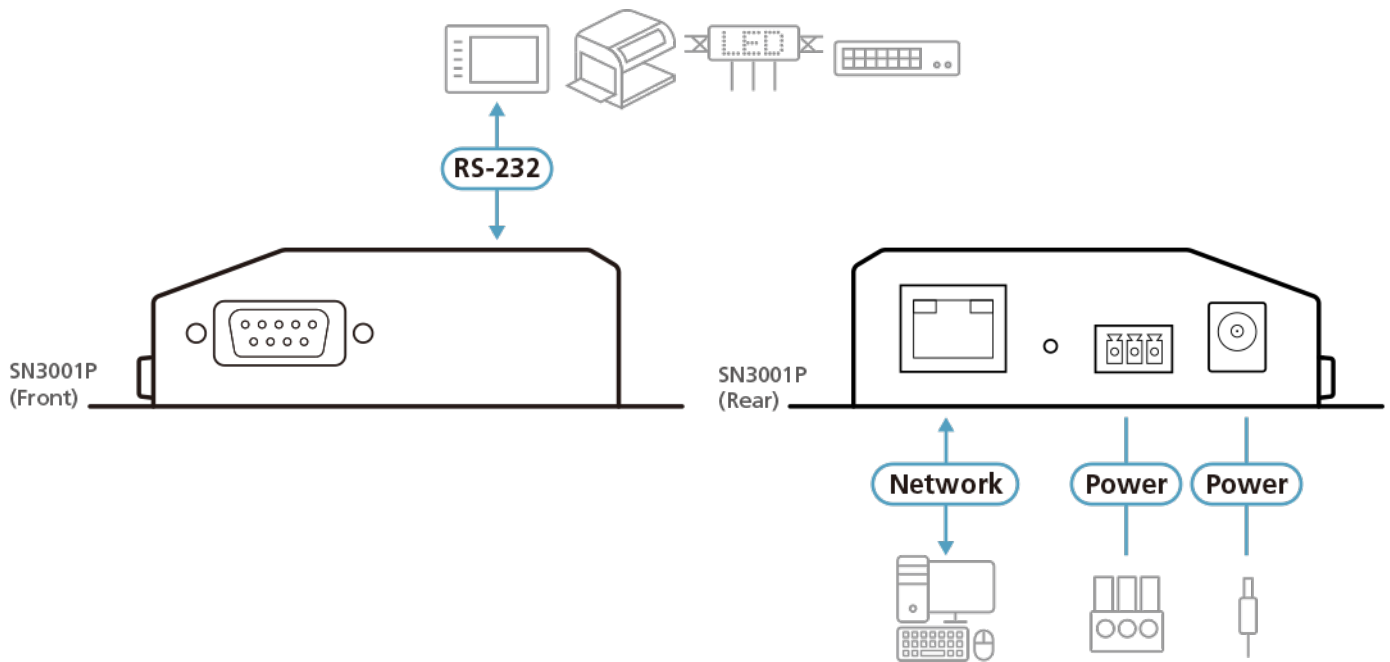 LED
RS-232
SN3001P
(Front)
SN3001P
(Rear)
Network
Power
Power